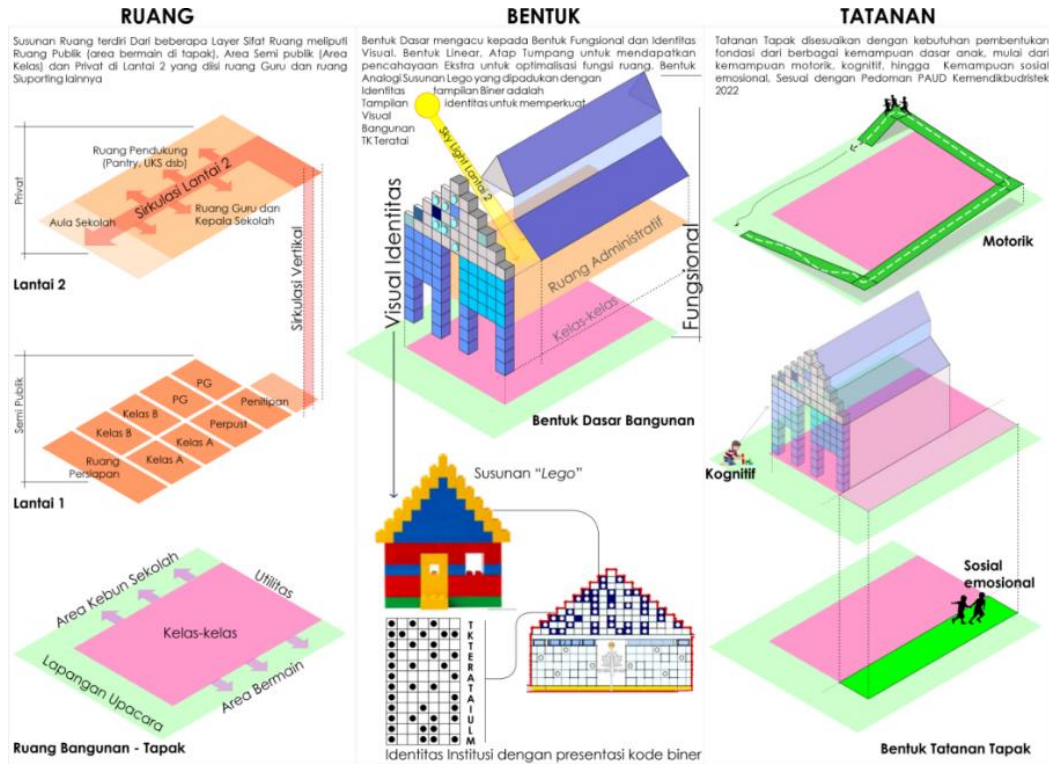 RUANG
Susunan Ruang terdiri Dari beberapa Layer Sifat Ruang meliputi
Ruang Publik (area bermain di tapak), Area Semi publik (Area
Kelas) dan Privat di Lantai 2 yang diisi ruang Guru dan ruang
Siuporting lainnya
Privat
Ruang Pendukung
(Pantry, UKS dsb)
Sirkulasi Lantai 2
Ruang Guru dan
Kepala Sekolah
Aula Sekolah
Lantai 2
Sirkulasi Vertikal
Semi Publik
PG
PG
Penitipan
Kelas B
Perpust
Kelas B
Kelas A
Ruang
Persiapan
Kelas A
Lantai 1
Area Kebun Sekolah
Utilitas
Kelas-kelas
Lapangan Upacara
Area Bermain
Ruang Bangunan - Tapak
BENTUK
Bentuk Dasar mengacu kepada Bentuk Fungsional dan Identitas
Visual. Bentuk Linear, Atap Tumpang untuk mendapatkan
pencahayaan Ekstra untuk optimalisasi fungsi ruang. Bentuk
Analogi Susunan Lego yang dipadukan dengan
Identitas tampilan Biner adalah
Tampilan identitas untuk memperkuat
Visual
Bangunan
TK Teratai
Sky Light Lantai 2
Visual Identitas
Ruang Administratif
Fungsional
Kelas-kelas
Bentuk Dasar Bangunan
Susunan "Lego"
T
K
T
E
R
A
T
A
I
U
L
M
Identitas Institusi dengan presentasi kode biner
TATANAN
Tatanan Tapak disesuaikan dengan kebutuhan pembentukan
fondasi dari berbagai kemampuan dasar anak, mulai dari
kemampuan motorik, kognitif, hingga Kemampuan sosial
emosional, Sesuai dengan Pedoman PAUD Kemendikbudristek
2022
Motorik
Kognitif
Sosial
emosional
Bentuk Tatanan Tapak